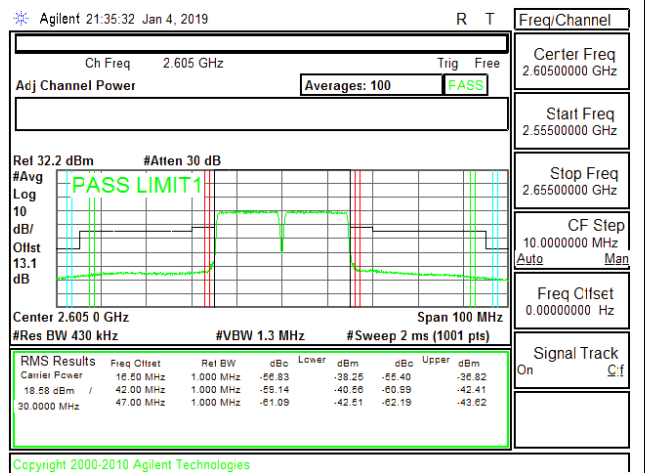 Agilent 21:35:32 Jan 4, 2019 R T
Freq/Channel
Ch Freq 2.605 GHz Trig Free
Adj Channel Power Averages: 100 PASS
Center Freq
2.60500000 GHz
Start Freq
2.55500000 GHz
Stop Freq
2.65500000 GHz
CF Step
10.0000000 MHz
Auto Man
Freq Offset
0.00000000 Hz
Signal Track
On Off
Ref 32.2 dBm #Atten 30 dB
#Avg
Log
10
dB/
Offst
13.1
dB
PASS LIMIT1
Center 2.605 0 GHz Span 100 MHz
#Res BW 430 kHz #VBW 1.3 MHz #Sweep 2 ms (1001 pts)
RMS Results Freq Offset Ref BW dBc Lower dBm dBc Upper dBm
Carrier Power 16.50 MHz 1.000 MHz -56.83 -38.25 -55.40 -36.82
18.58 dBm / 42.00 MHz 1.000 MHz -59.14 -40.56 -60.99 -42.41
30.0000 MHz 47.00 MHz 1.000 MHz -61.09 -42.51 -62.19 -43.62
Copyright 2000-2010 Agilent Technologies